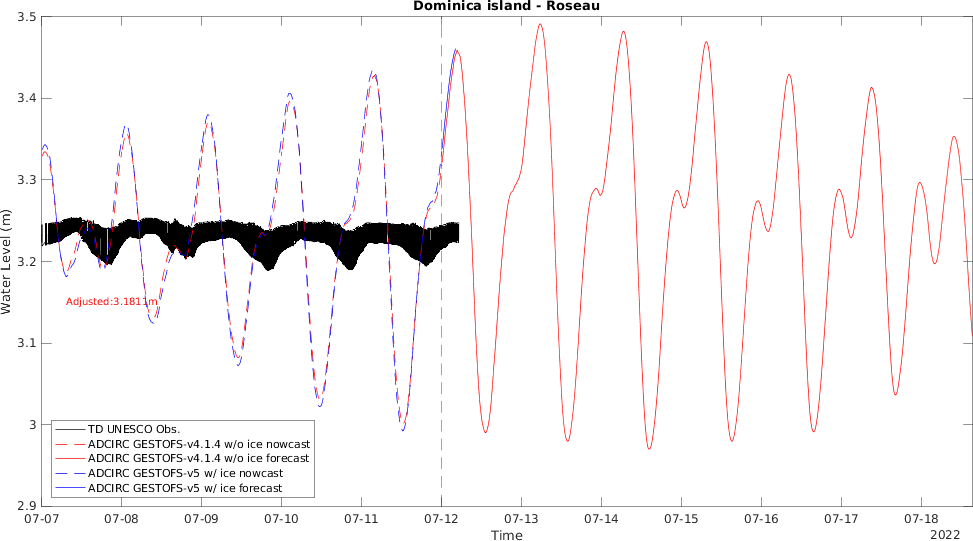 Dominica island - Roseau
3.5
3.4
3.3
3.2
3.1
3
2.9
Water Level (m)
Adjusted:3.1811m
TD UNESCO Obs.
ADCIRC GESTOFS-v4.1.4 w/o ice nowcast
ADCIRC GESTOFS-v4.1.4 w/o ice forecast
ADCIRC GESTOFS-v5 w/ ice nowcast
ADCIRC GESTOFS-v5 w/ ice forecast
07-07 07-08 07-09 07-10 07-11 07-12 07-13 07-14 07-15 07-16 07-17 07-18
Time
2022